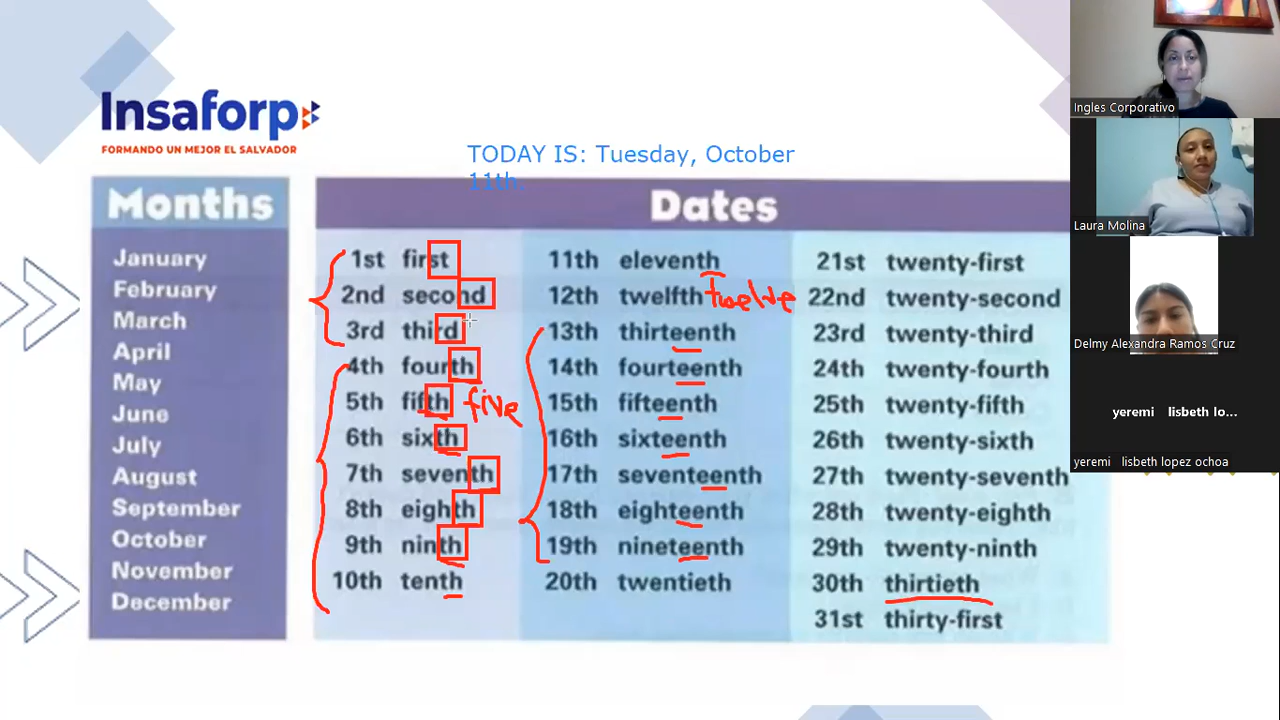 Insaforp
FORMANDO UN MEJOR EL SALVADOR
TODAY IS: Tuesday, October
11th.
Months
January
February
March
April
May
June
July
August
September
October
November
December
Dates
1st first
2nd second
3rd third
4th fourth
5th fifth five
6th sixth
7th seventh
8th eighth
9th ninth
10th tenth
11th eleventh
12th twelfth twelve
13th thirteenth
14th fourteenth
15th fifteenth
16th sixteenth
17th seventeenth
18th eighteenth
19th nineteenth
20th twentieth
21st twenty-first
22nd twenty-second
23rd twenty-third
24th twenty-fourth
25th twenty-fifth
26th twenty-sixth
27th twenty-seventh
28th twenty-eighth
29th twenty-ninth
30th thirtieth
31st thirty-first
Ingles Corporativo
Laura Molina
Delmy Alexandra Ramos Cruz
yeremi lisbeth lo...
yeremi lisbeth lopez ochoa